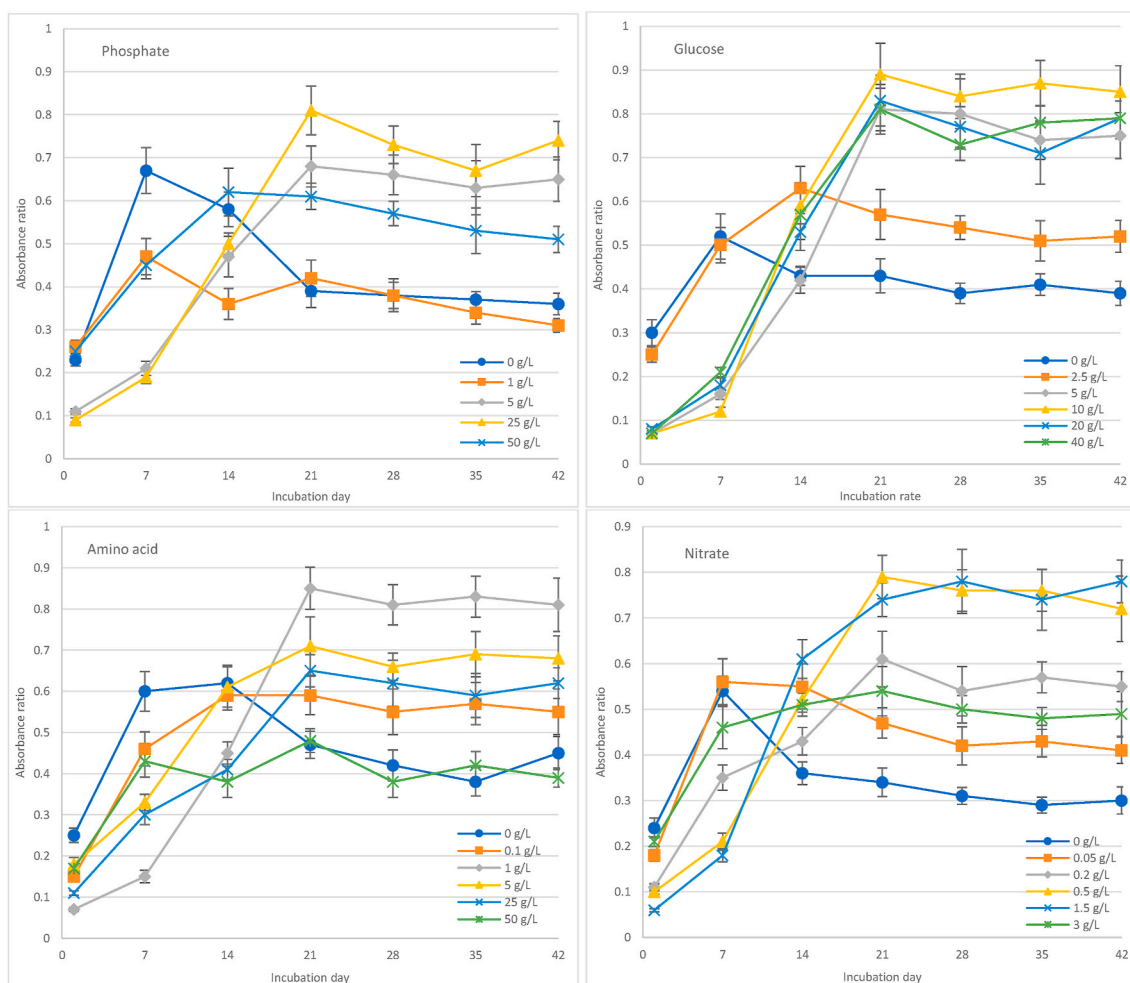 Phosphate
Absorbance ratio
1
0.9
0.8
0.7
0.6
0.5
0.4
0.3
0.2
0.1
0
0 7 14 21 28 35 42
Incubation day
0 g/L
1 g/L
5 g/L
25 g/L
50 g/L
Glucose
Absorbance ratio
1
0.9
0.8
0.7
0.6
0.5
0.4
0.3
0.2
0.1
0
0 7 14 21 28 35 42
Incubation rate
0 g/L
2.5 g/L
5 g/L
10 g/L
20 g/L
40 g/L
Amino acid
Absorbance ratio
1
0.9
0.8
0.7
0.6
0.5
0.4
0.3
0.2
0.1
0
0 7 14 21 28 35 42
Incubation day
0 g/L
0.1 g/L
1 g/L
5 g/L
25 g/L
50 g/L
Nitrate
Absorbance ratio
0.9
0.8
0.7
0.6
0.5
0.4
0.3
0.2
0.1
0
0 7 14 21 28 35 42
Incubation day
0 g/L
0.05 g/L
0.2 g/L
0.5 g/L
1.5 g/L
3 g/L